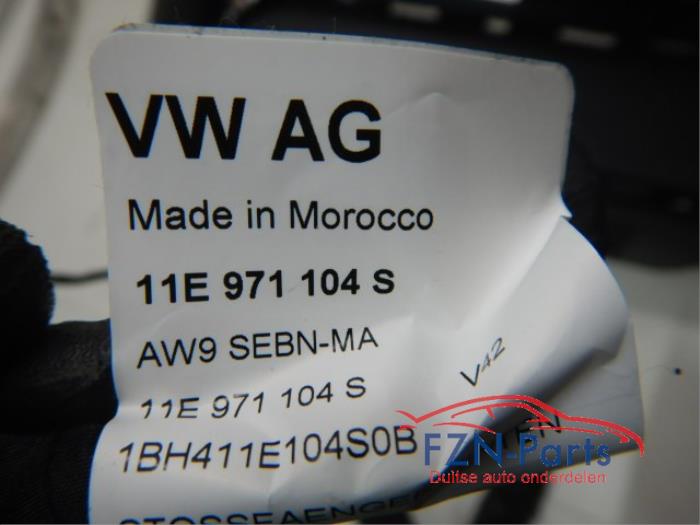 VW AG
Made in Morocco
11E 971 104 S
AW9 SEBN-MA
11E 971 104 S
V42
1BH411E104S0B
FZN-Parts
Duitse auto onderdelen